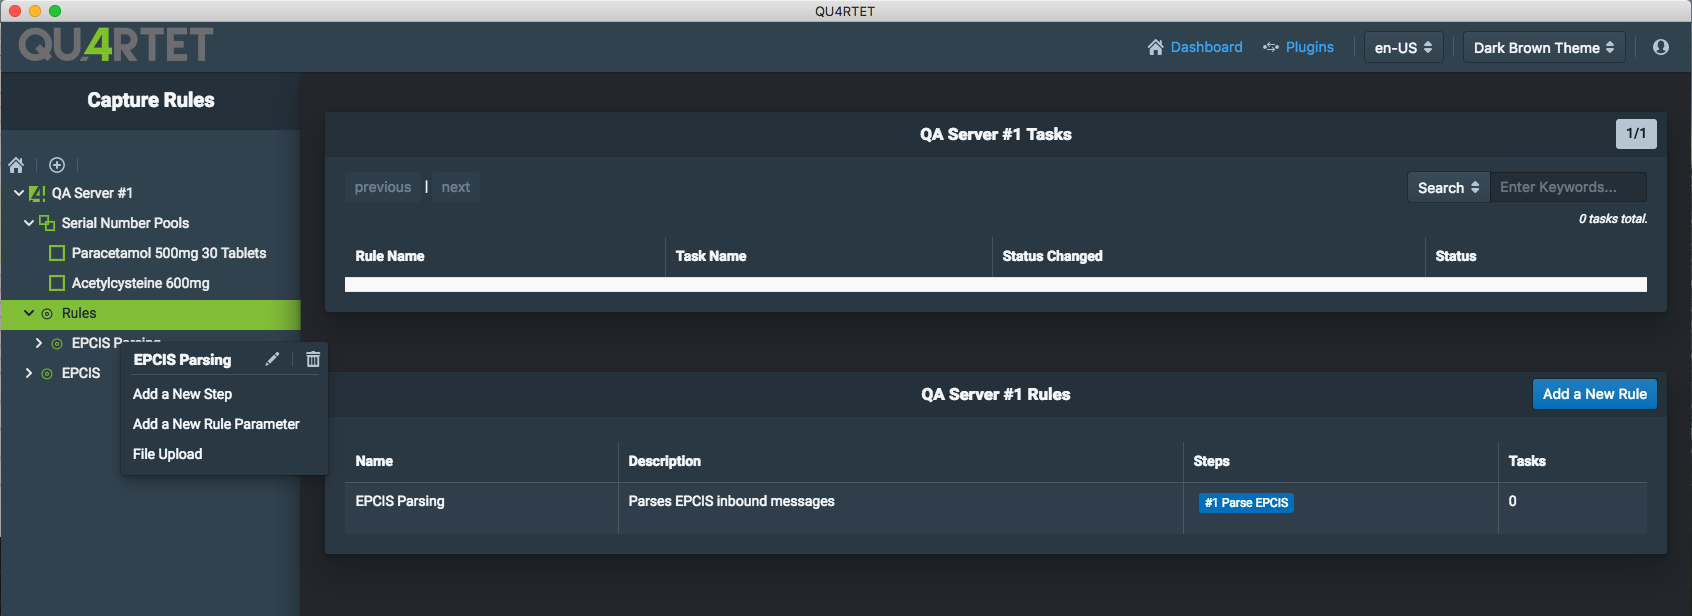 QU4RTET
QU4RTET
Dashboard
Plugins
en-US
Dark Brown Theme
Capture Rules
QA Server #1
Serial Number Pools
Paracetamol 500mg 30 Tablets
Acetylcysteine 600mg
Rules
EPCIS Parsing
EPCIS
EPCIS Parsing
Add a New Step
Add a New Rule Parameter
File Upload
QA Server #1 Tasks
1/1
previous | next
Search
Enter Keywords...
0 tasks total.
Rule Name Task Name Status Changed Status
QA Server #1 Rules
Add a New Rule
Name Description Steps Tasks
EPCIS Parsing Parses EPCIS inbound messages #1 Parse EPCIS 0